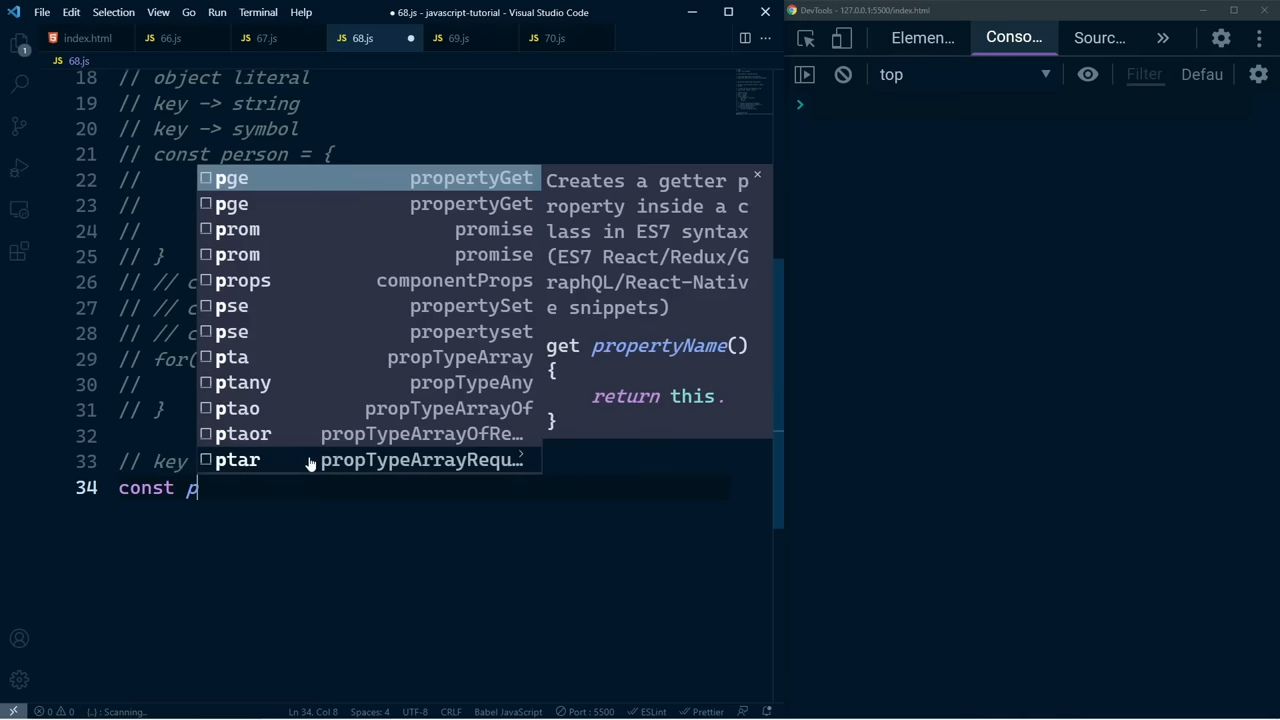 File Edit Selection View Go Run Terminal Help ● 68.js - javascript-tutorial - Visual Studio Code
DevTools - 127.0.0.1:5500/index.html
index.html JS 66.js JS 67.js JS 68.js JS 69.js JS 70.js
Elemen... Conso... Sourc...
JS 68.js
top Filter Defau
1
18 // object literal
19 // key -> string
20 // key -> symbol
21 // const person = {
22 //
23 //
24 //
25 // }
26 // // c
27 // // c
28 // // c
29 // for(
30 //
31 // }
32
33 // key
34 const p
pge propertyGet
pge propertyGet
prom promise
prom promise
props componentProps
pse propertySet
pse propertyset
pta propTypeArray
ptany propTypeAny
ptao propTypeArrayOf
ptaor propTypeArrayOfRe…
ptar propTypeArrayRequ…
Creates a getter p
roperty inside a c
lass in ES7 syntax
(ES7 React/Redux/G
raphQL/React-Nativ
e snippets)
get propertyName()
{
return this.
}
0 0 {..}: Scanning.. Ln 34, Col 8 Spaces: 4 UTF-8 CRLF Babel JavaScript Port : 5500 ESLint Prettier